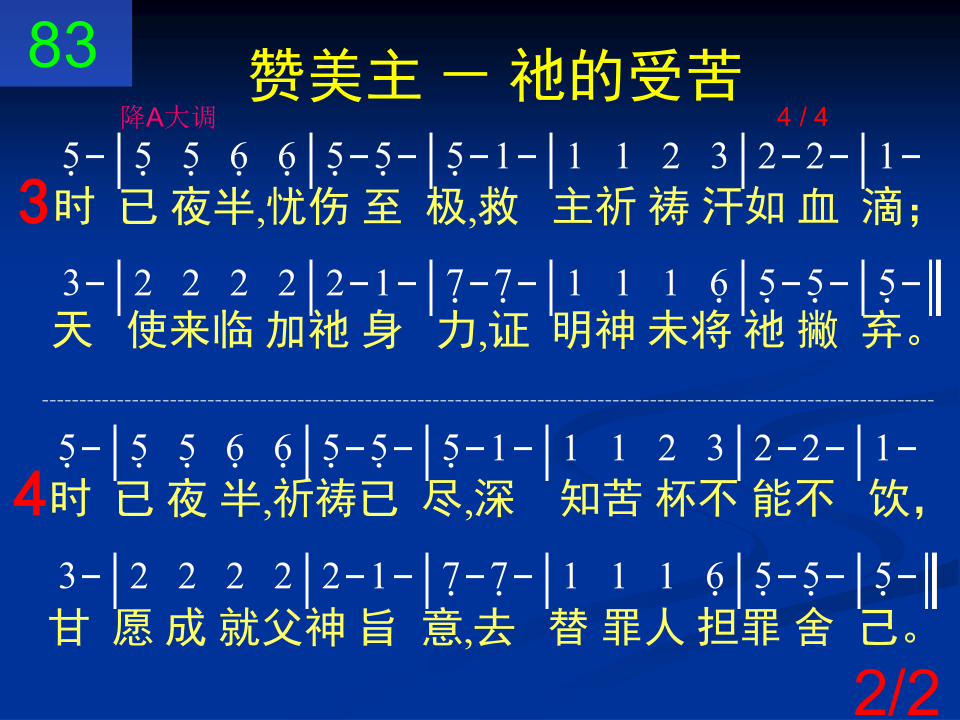 83
赞美主 － 祂的受苦
降A大调 4 / 4
5̣－|5̣ 5̣ 6̣ 6̣|5̣－5̣－|5̣－1－|1 1 2 3|2－2－|1－
3时 已 夜半,忧伤 至 极,救 主祈 祷 汗如 血 滴；
3－|2 2 2 2|2－1－|7̣－7̣－|1 1 1 6̣|5̣－5̣－|5̣－‖
天 使来临 加祂 身 力,证 明神 未将 祂 撇 弃。
5̣－|5̣ 5̣ 6̣ 6̣|5̣－5̣－|5̣－1－|1 1 2 3|2－2－|1－
4时 已 夜 半,祈祷已 尽,深 知苦 杯不 能不 饮，
3－|2 2 2 2|2－1－|7̣－7̣－|1 1 1 6̣|5̣－5̣－|5̣－‖
甘 愿 成 就父神 旨 意,去 替 罪人 担罪 舍 己。
2/2